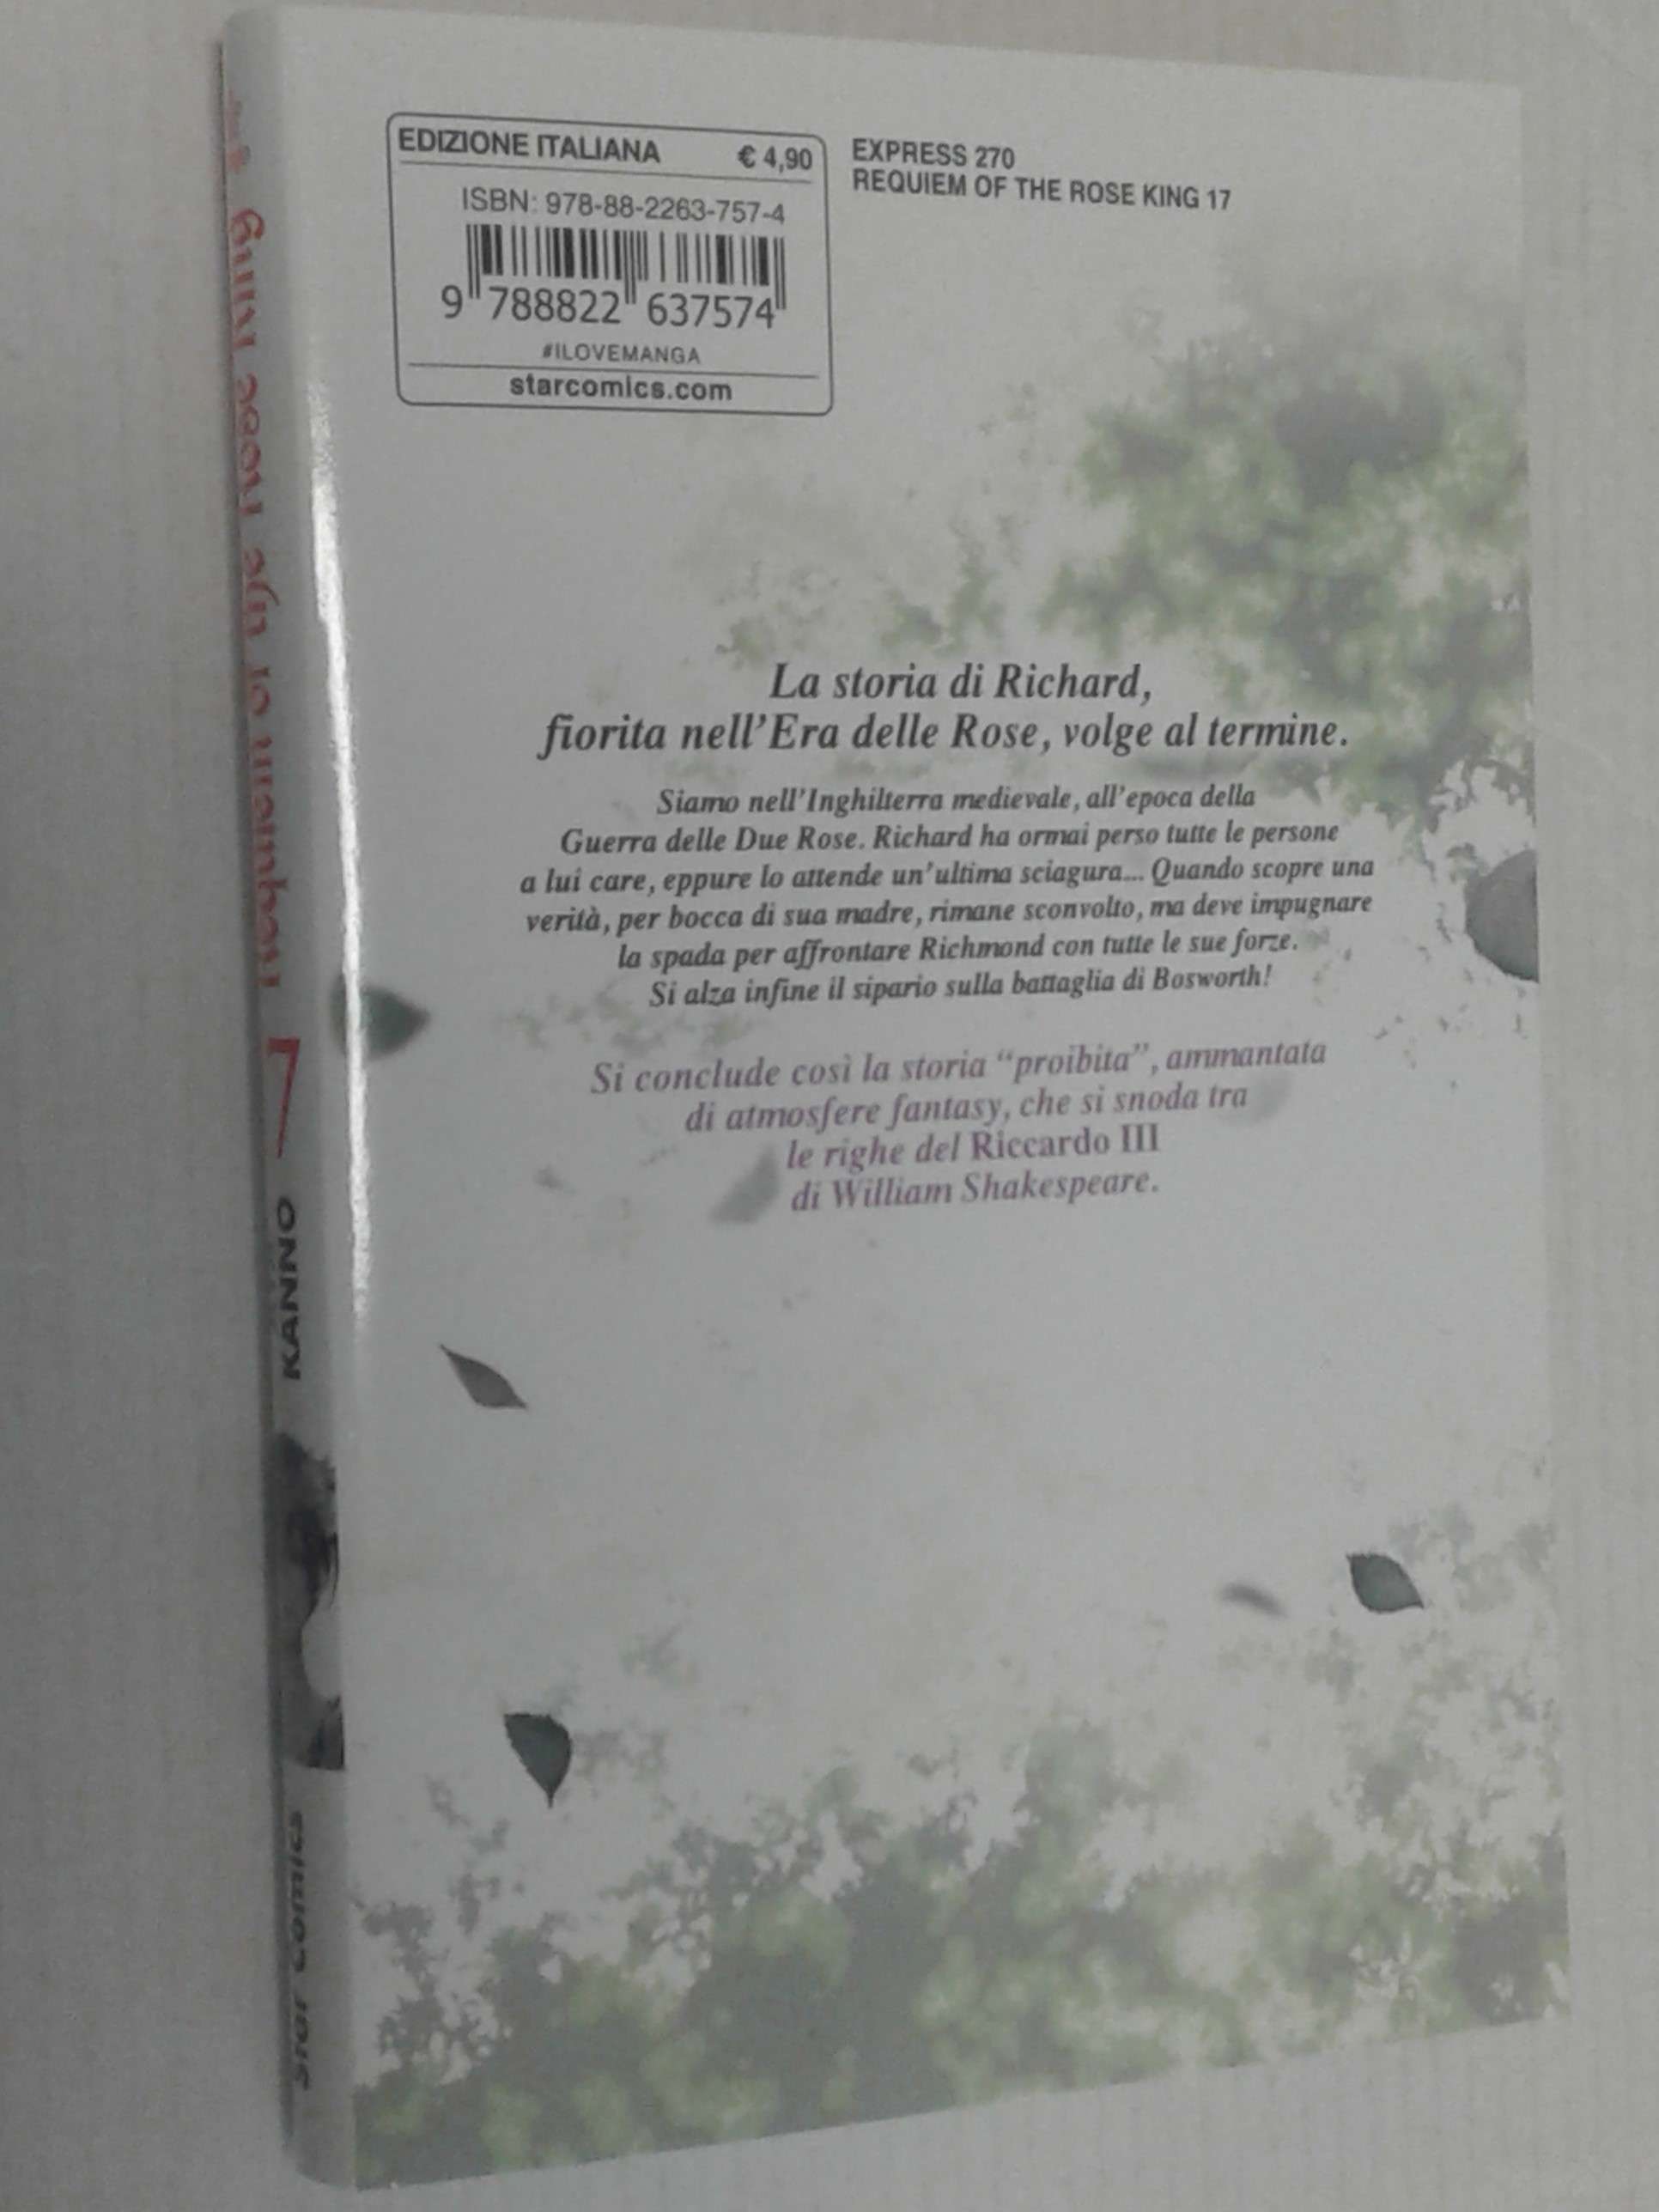 EDIZIONE ITALIANA € 4,90
ISBN: 978-88-2263-757-4
9 788822 637574
#ILOVEMANGA
starcomics.com
EXPRESS 270
REQUIEM OF THE ROSE KING 17
La storia di Richard,
fiorita nell'Era delle Rose, volge al termine.
Siamo nell'Inghilterra medievale, all'epoca della
Guerra delle Due Rose. Richard ha ormai perso tutte le persone
a lui care, eppure lo attende un'ultima sciagura... Quando scopre una
verità, per bocca di sua madre, rimane sconvolto, ma deve impugnare
la spada per affrontare Richmond con tutte le sue forze.
Si alza infine il sipario sulla battaglia di Bosworth!
Si conclude così la storia "proibita", ammantata
di atmosfere fantasy, che si snoda tra
le righe del Riccardo III
di William Shakespeare.
Requiem of the Rose King
7
KANNO
star comics